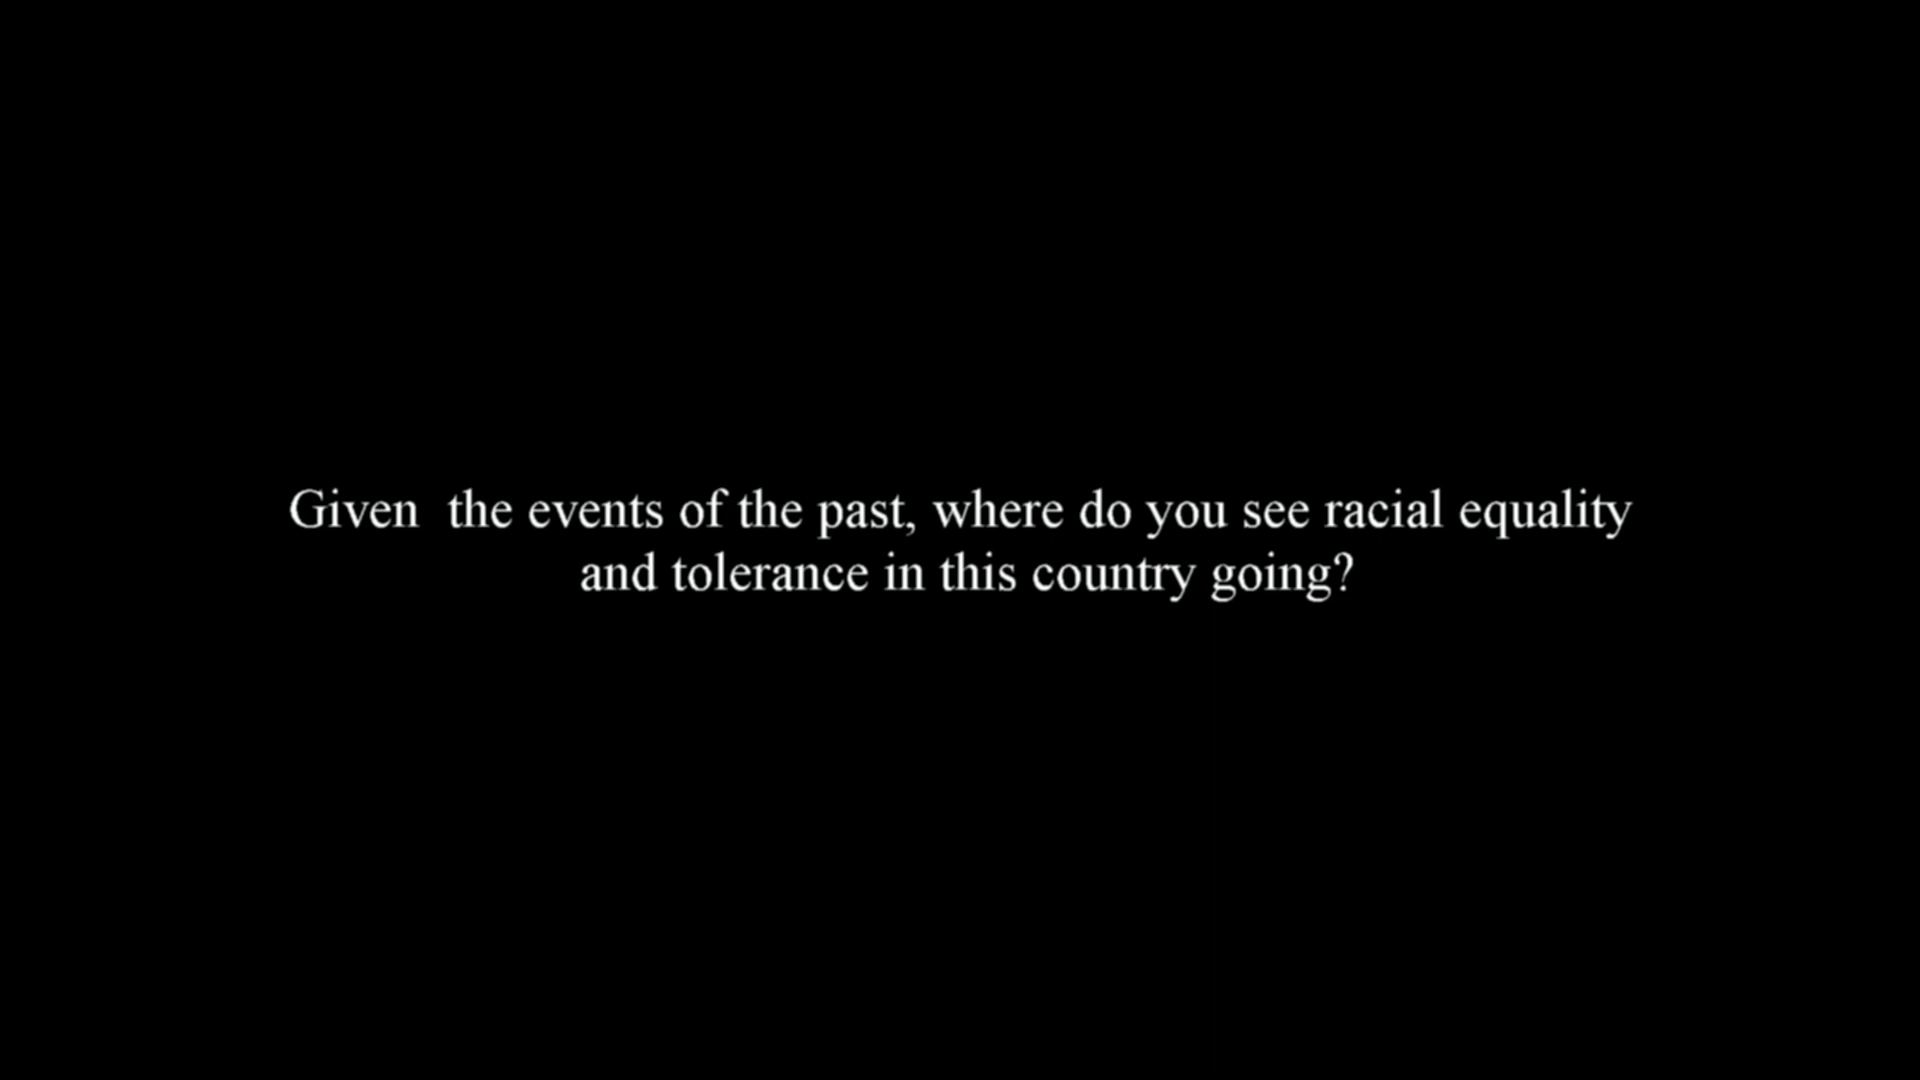 Given  the events of the past, where do you see racial equality
and tolerance in this country going?